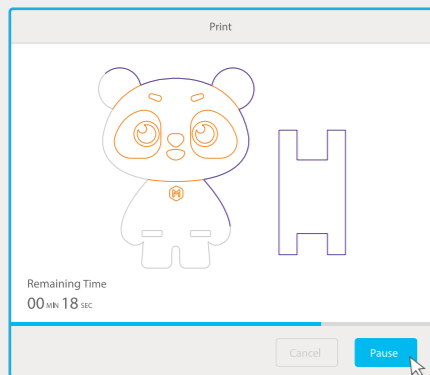 Print
Remaining Time
00 MIN 18 SEC
Cancel
Pause